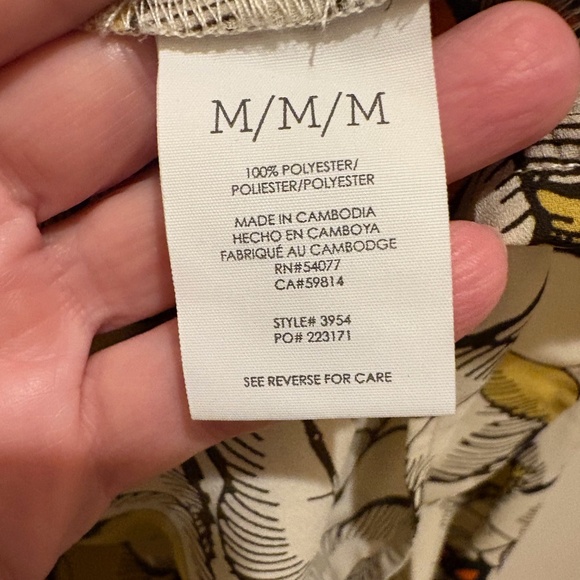 M/M/M
100% POLYESTER/
POLIESTER/POLYESTER
MADE IN CAMBODIA
HECHO EN CAMBOYA
FABRIQUÉ AU CAMBODGE
RN#54077
CA#59814
STYLE# 3954
PO# 223171
SEE REVERSE FOR CARE